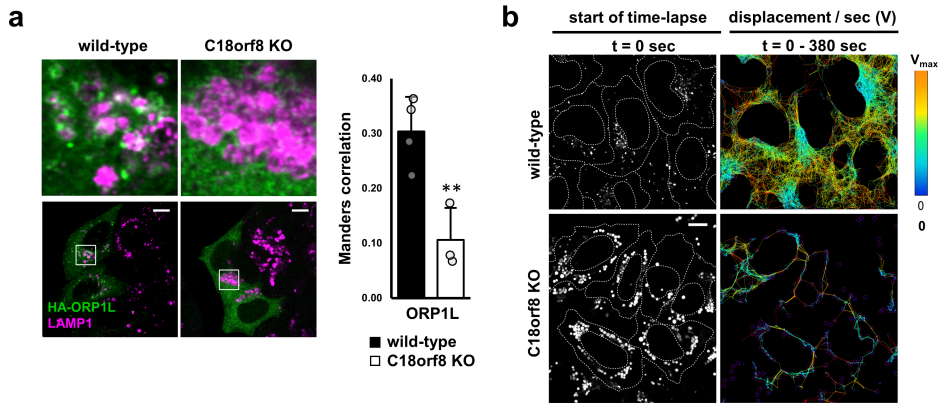 a
wild-type
C18orf8 KO
HA-ORP1L
LAMP1
Manders correlation
0.40
0.30
0.20
0.10
0.00
**
ORP1L
wild-type
C18orf8 KO
b
start of time-lapse
displacement / sec (V)
t = 0 sec
t = 0 - 380 sec
wild-type
C18orf8 KO
Vmax
0
0